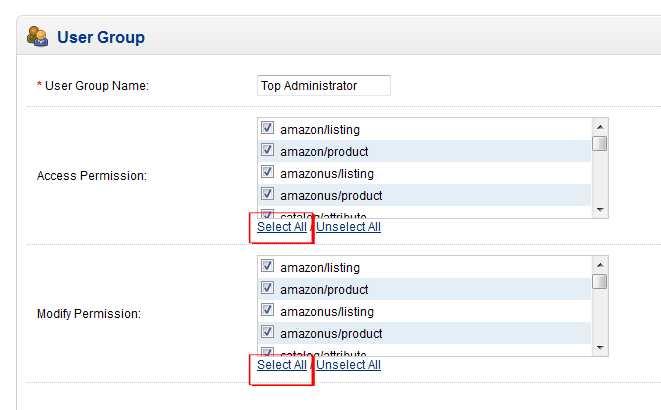 User Group
* User Group Name: Top Administrator
Access Permission:
amazon/listing
amazon/product
amazonus/listing
amazonus/product
catalog/attribute
Select All / Unselect All
Modify Permission:
amazon/listing
amazon/product
amazonus/listing
amazonus/product
catalog/attribute
Select All / Unselect All